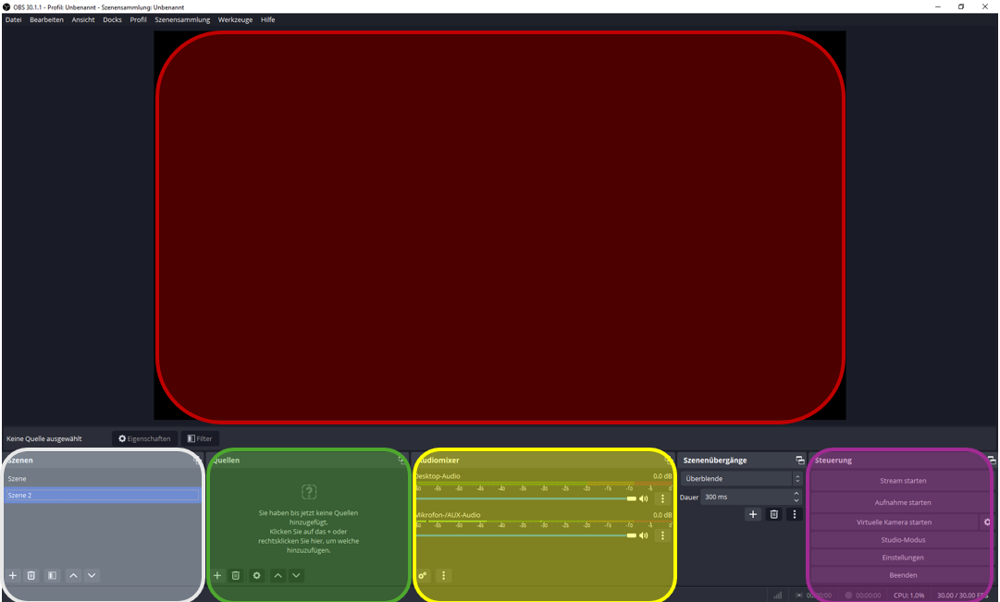 OBS 30.1.1 - Profil: Unbenannt - Szenensammlung: Unbenannt
Datei Bearbeiten Ansicht Docks Profil Szenensammlung Werkzeuge Hilfe
Keine Quelle ausgewählt Eigenschaften Filter
Szenen
Szene
Szene 2
Quellen
?
Sie haben bis jetzt keine Quellen
hinzugefügt.
Klicken Sie auf das + oder
rechtsklicken Sie hier, um welche
hinzuzufügen.
Audiomixer
Desktop-Audio 0.0 dB
-60 -55 -50 -45 -40 -35 -30 -25 -20 -15 -10 -5 0
Mikrofon-/AUX-Audio 0.0 dB
-60 -55 -50 -45 -40 -35 -30 -25 -20 -15 -10 -5 0
Szenenübergänge
Überblende
Dauer 300 ms
Steuerung
Stream starten
Aufnahme starten
Virtuelle Kamera starten
Studio-Modus
Einstellungen
Beenden
00:00:00 00:00:00 CPU: 1.0% 30.00 / 30.00 FPS